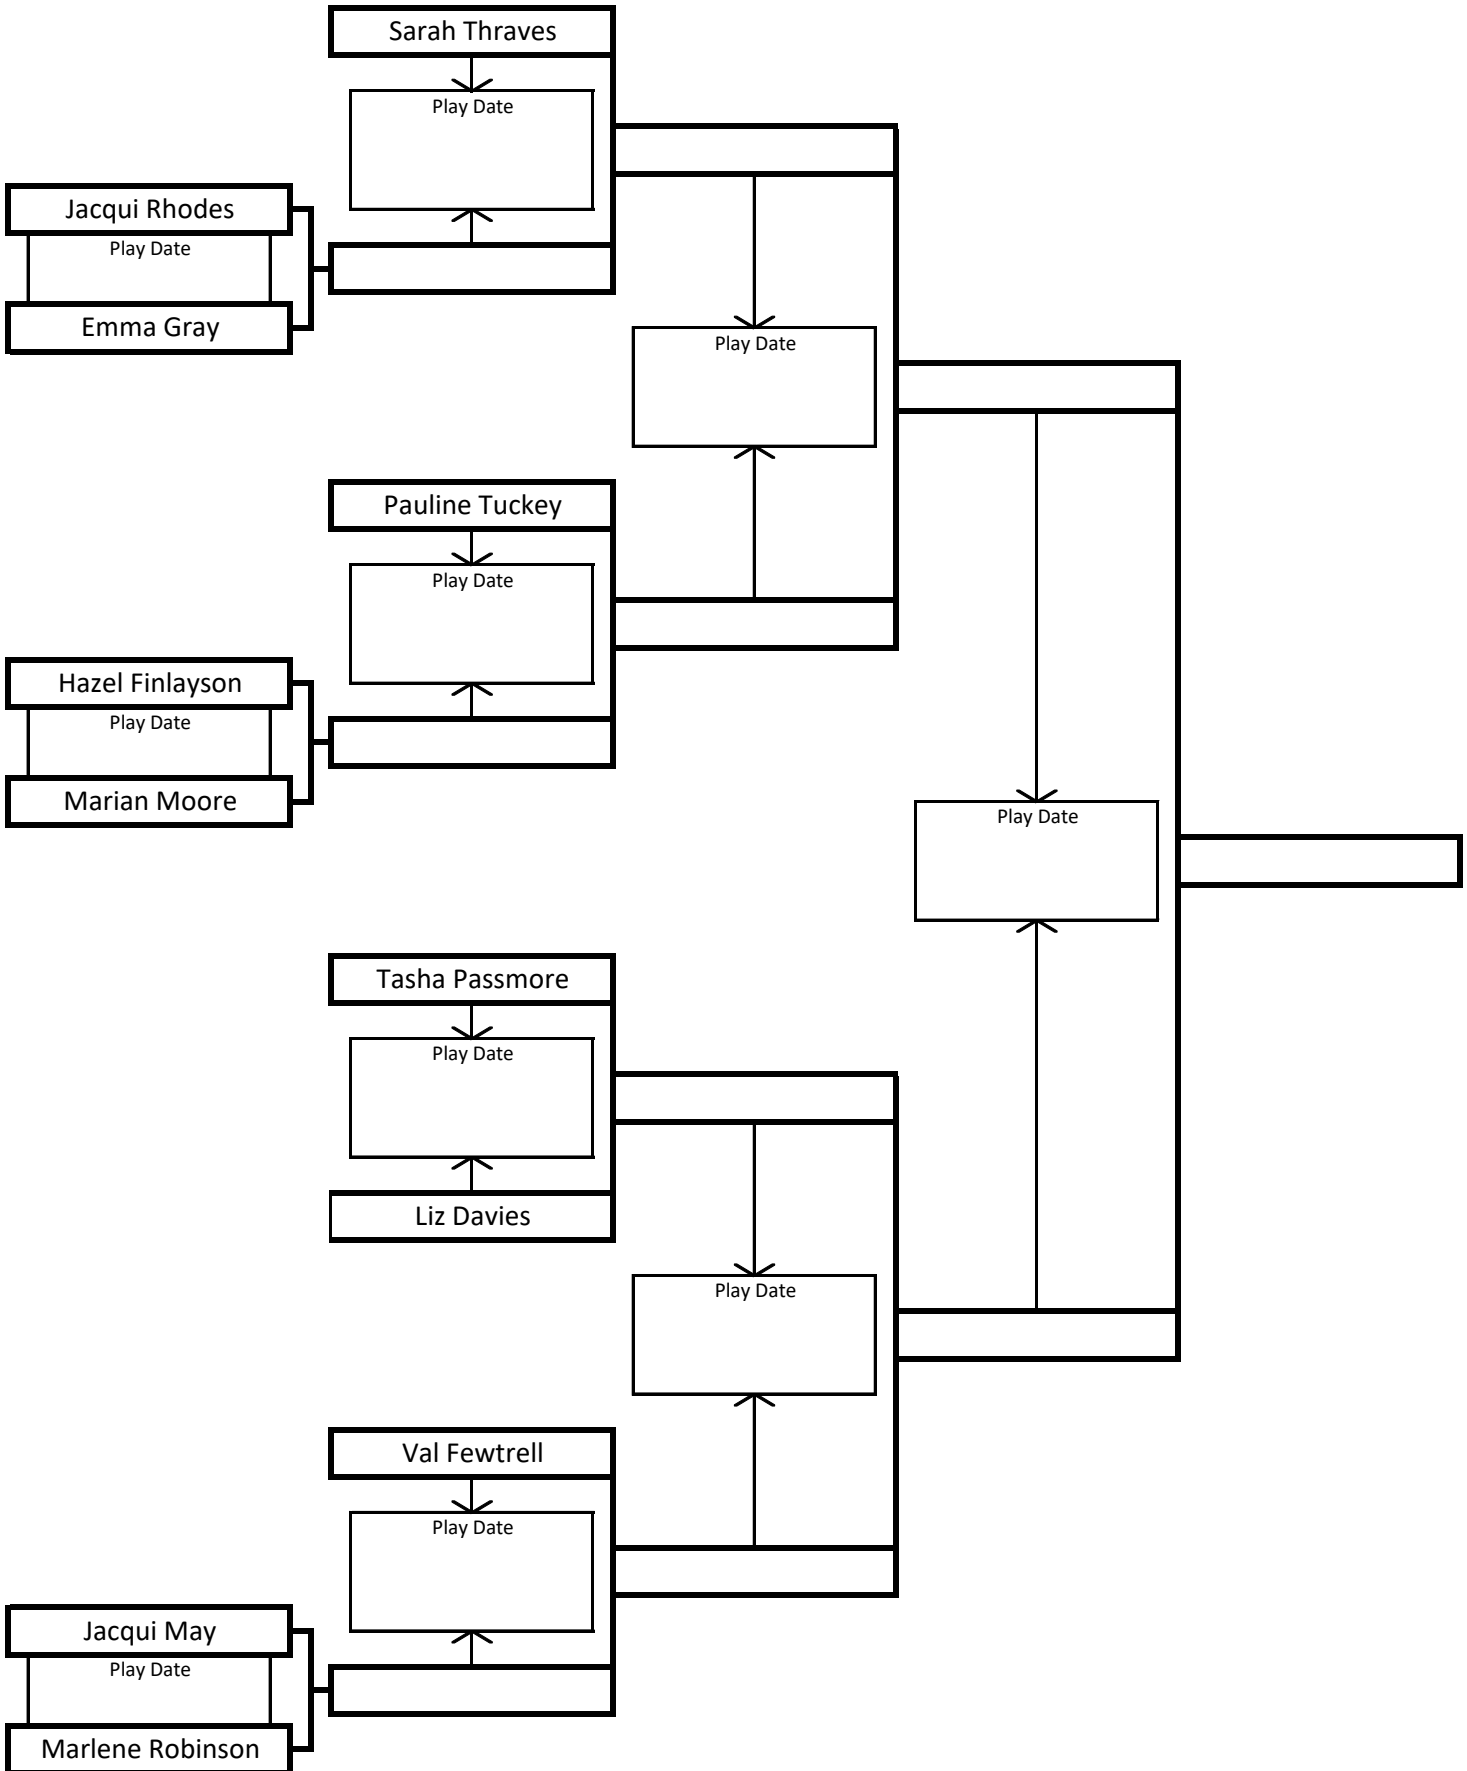 Sarah Thraves
Play Date
Jacqui Rhodes
Play Date
Emma Gray
Play Date
Pauline Tuckey
Play Date
Hazel Finlayson
Play Date
Marian Moore
Play Date
Tasha Passmore
Play Date
Liz Davies
Play Date
Val Fewtrell
Play Date
Jacqui May
Play Date
Marlene Robinson